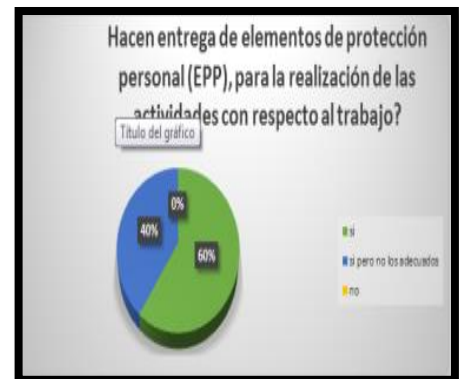 Hacen entrega de elementos de protección
personal (EPP), para la realización de las
actividades con respecto al trabajo?
Título del gráfico
0%
40%
60%
si
si pero no los adecuados
no